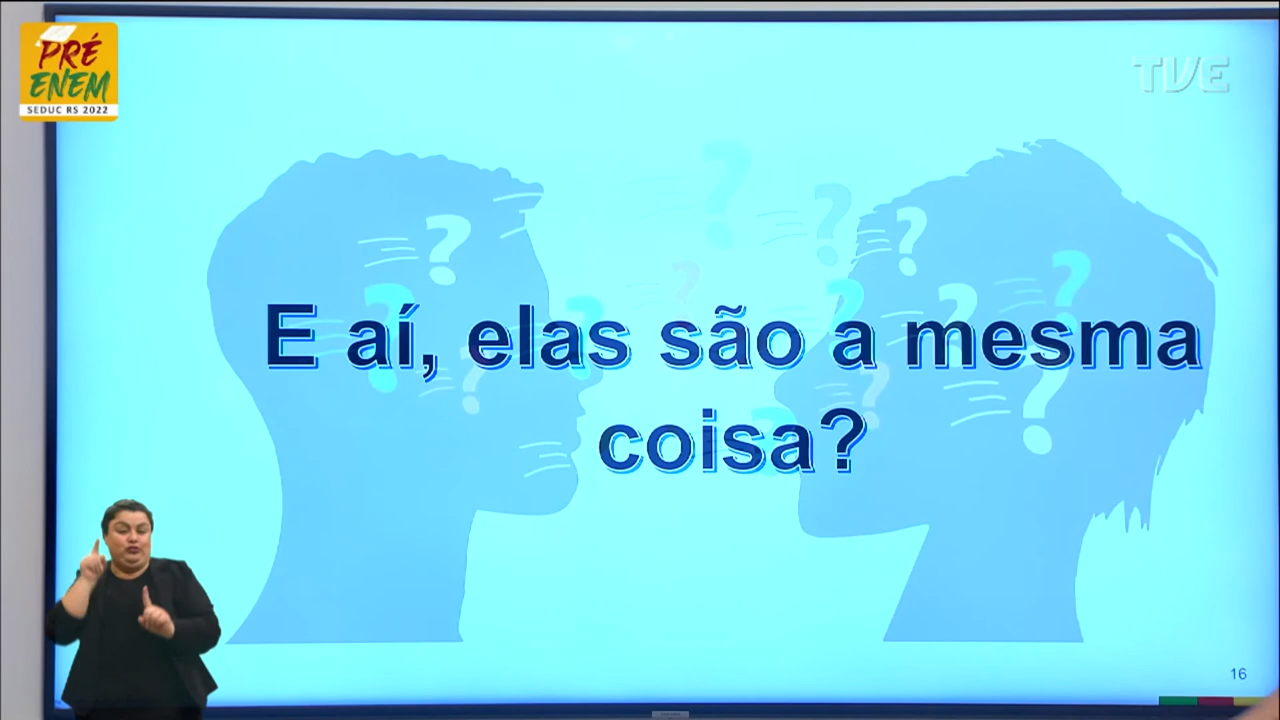 PRÉ
ENEM
SEDUC RS 2022
TVE
E aí, elas são a mesma
coisa?
16